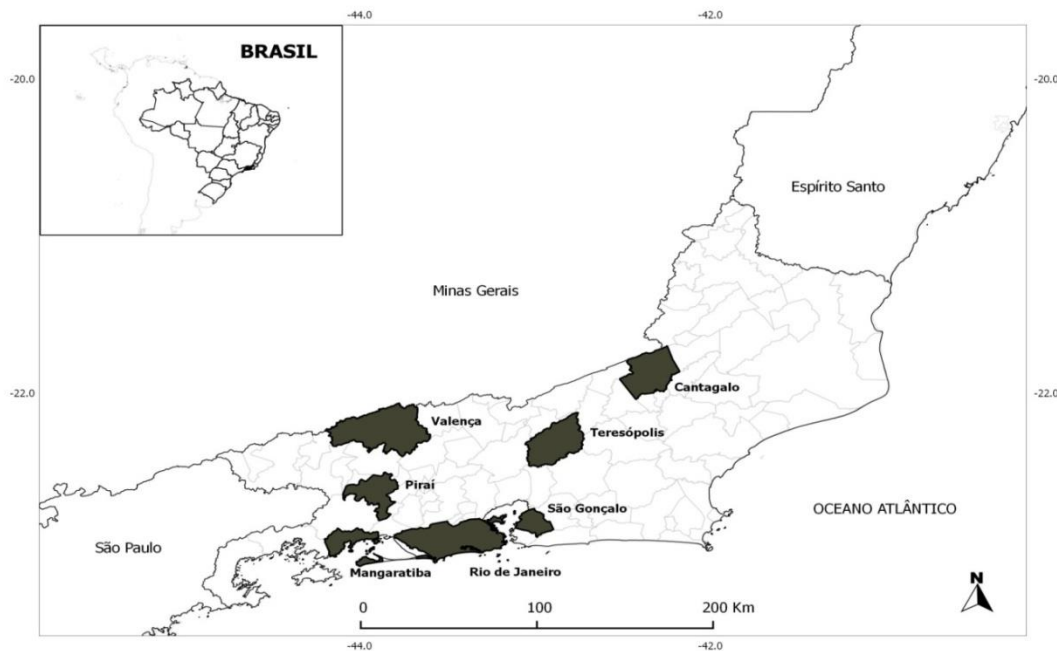 -44.0
-42.0
BRASIL
-20.0
-20.0
Espírito Santo
Minas Gerais
Cantagalo
-22.0
-22.0
Valença
Teresópolis
Piraí
São Gonçalo
OCEANO ATLÂNTICO
São Paulo
Mangaratiba
Rio de Janeiro
N
0
100
200 Km
-44.0
-42.0